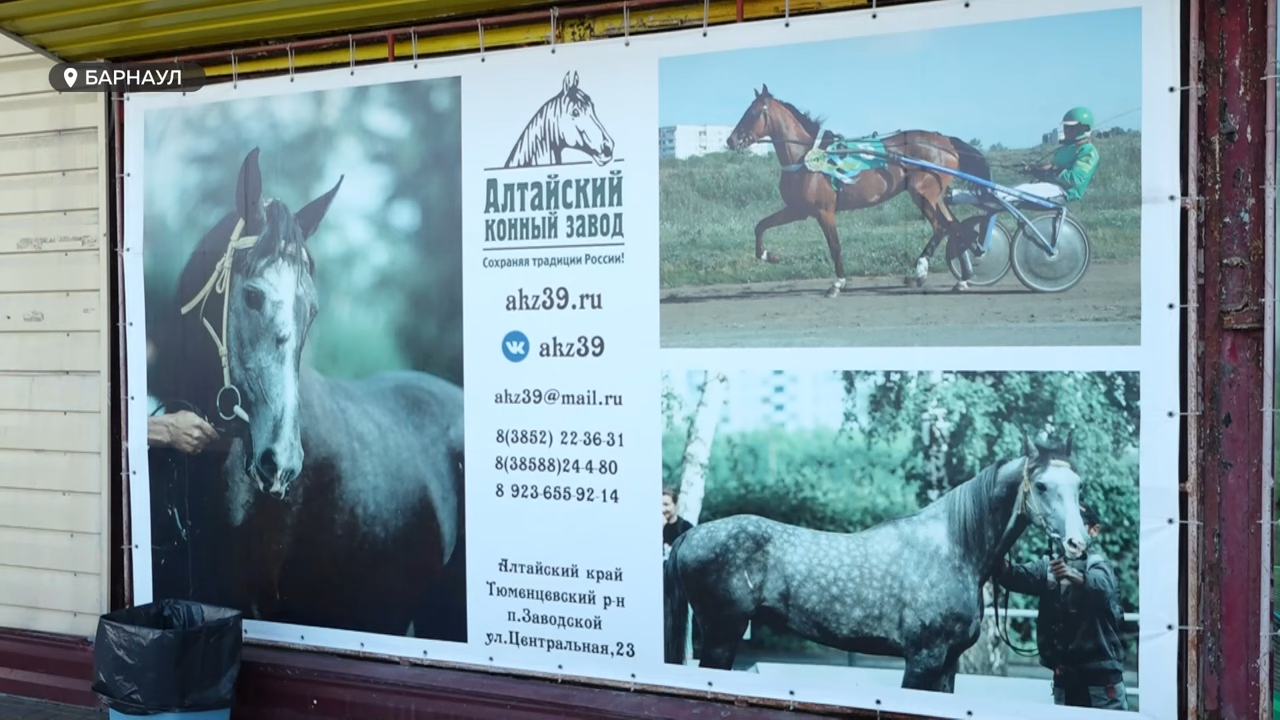 БАРНАУЛ
Алтайский
конный завод
Сохраняя традиции России!
akz39.ru
akz39
akz39@mail.ru
8(3852) 22-36-31
8(38588)24-4-80
8 923-655-92-14
Алтайский край
Тюменцевский р-н
п.Заводской
ул.Центральная,23